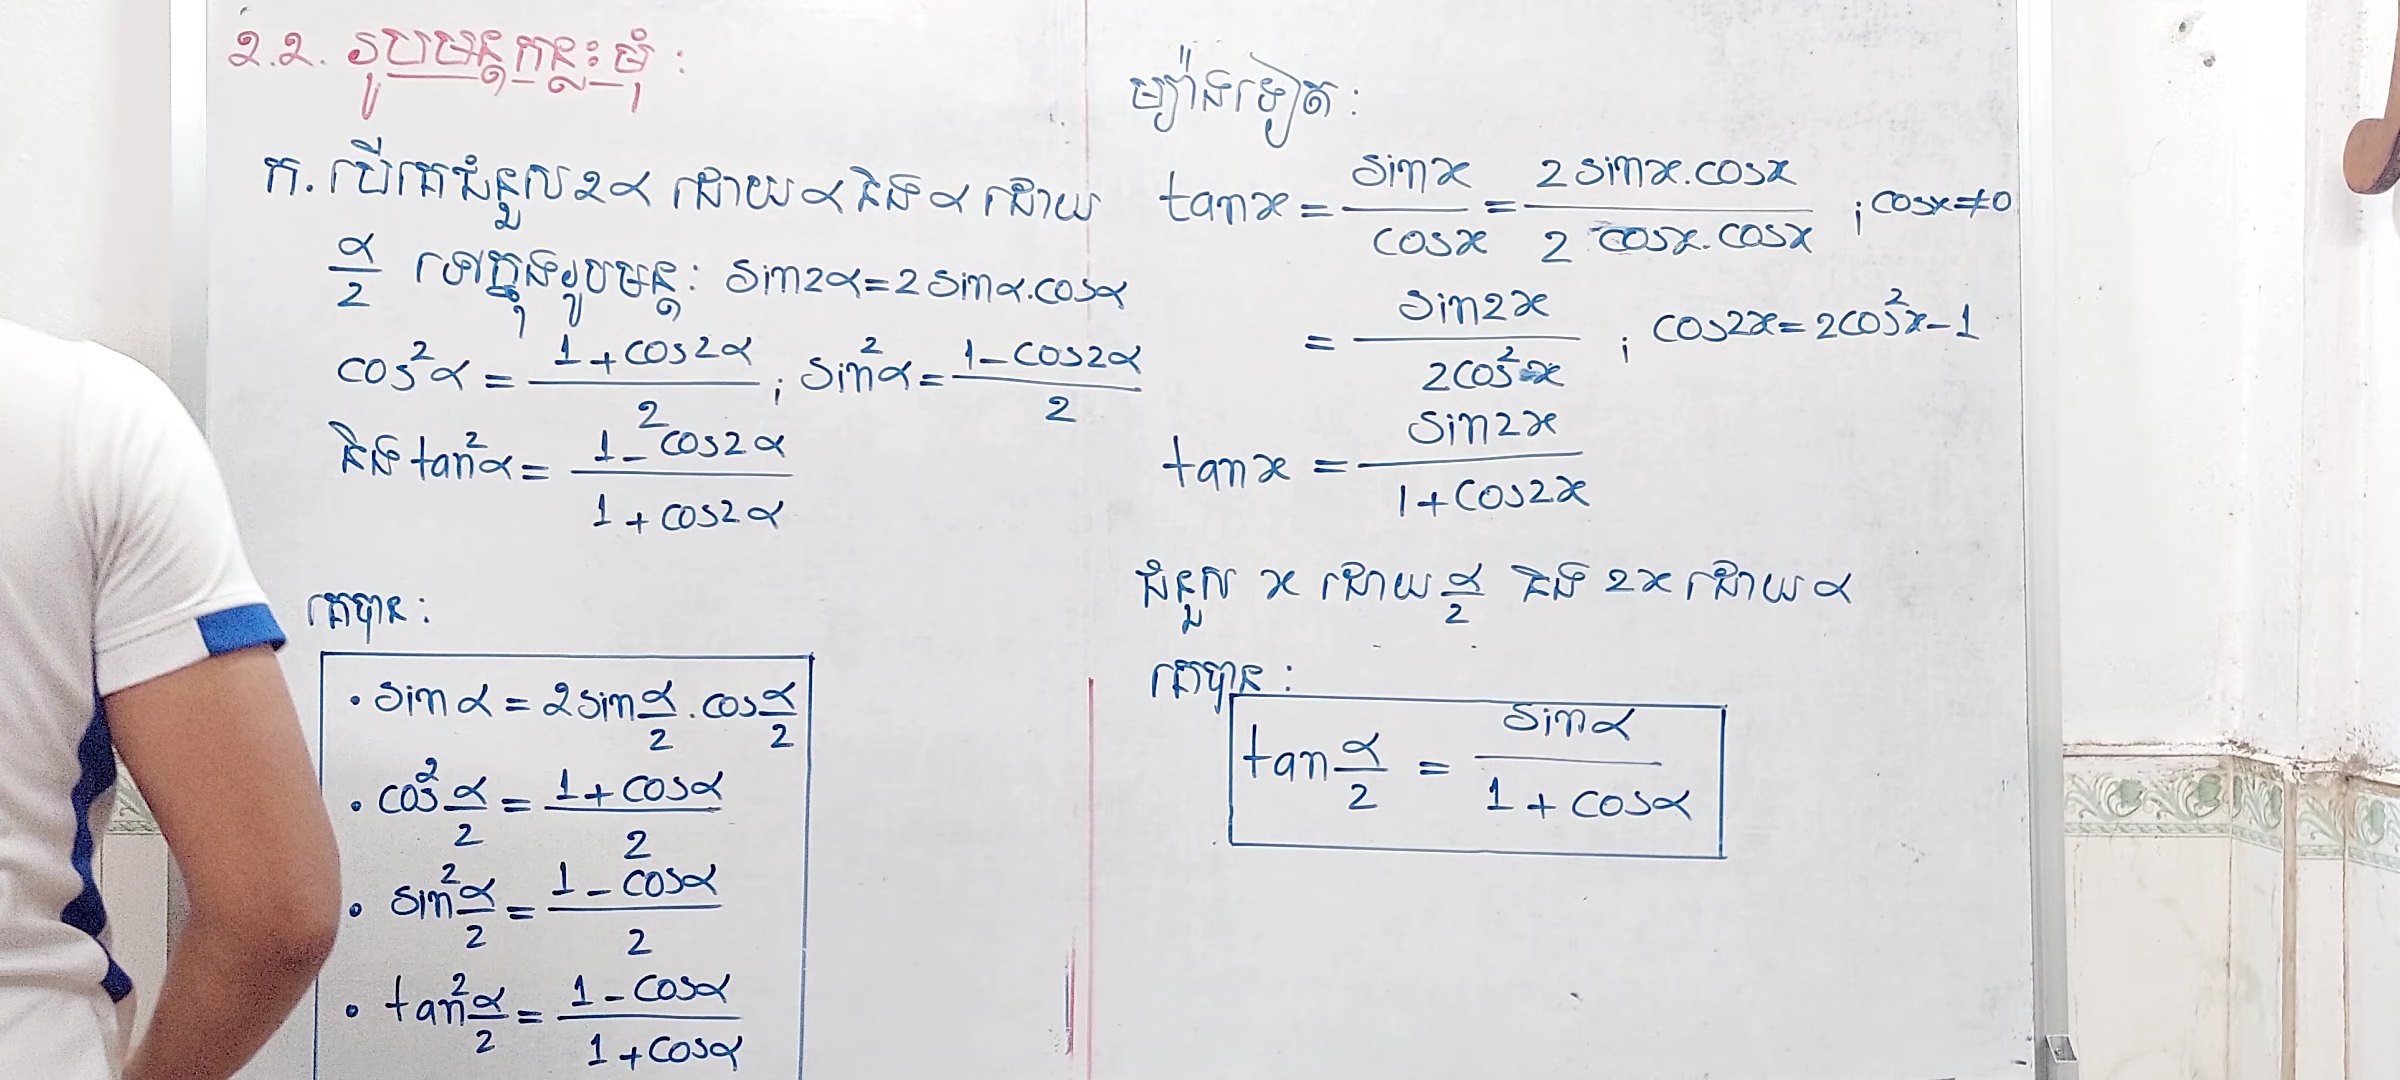 ២.២. រូបមន្តកន្លះមុំ :
ក. បើគេជំនួស 2α ដោយ α និង α ដោយ
α/2 ទៅក្នុងរូបមន្ត: sin2α = 2 sinα.cosα
cos²α = (1 + cos2α)/2 ; sin²α = (1 - cos2α)/2
និង tan²α = (1 - cos2α)/(1 + cos2α)
គេបាន :
• sinα = 2sin α/2 . cos α/2
• cos² α/2 = (1 + cosα)/2
• sin² α/2 = (1 - cosα)/2
• tan² α/2 = (1 - cosα)/(1 + cosα)
ម្យ៉ាងទៀត :
tanx = sinx/cosx = (2 sinx.cosx)/(2 cosx.cosx) ; cosx ≠ 0
= sin2x/(2cos²x) ; cos2x = 2cos²x - 1
tanx = sin2x/(1 + cos2x)
ជំនួស x ដោយ α/2 និង 2x ដោយ α
គេបាន :
tan α/2 = sinα/(1 + cosα)